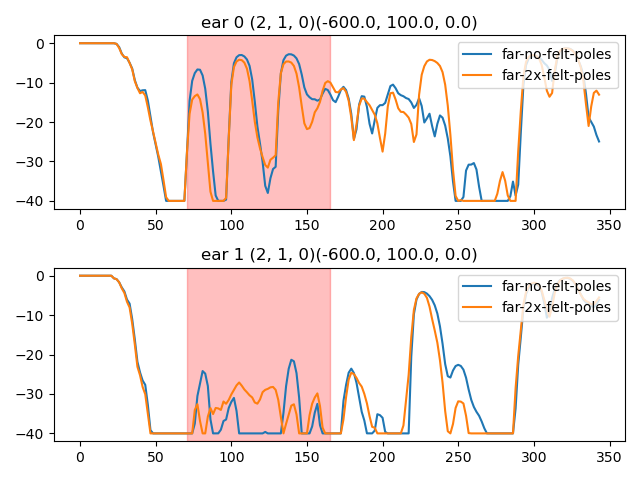 ear 0 (2, 1, 0)(-600.0, 100.0, 0.0)
0
−10
−20
−30
−40
far-no-felt-poles
far-2x-felt-poles
0 50 100 150 200 250 300 350
ear 1 (2, 1, 0)(-600.0, 100.0, 0.0)
0
−10
−20
−30
−40
far-no-felt-poles
far-2x-felt-poles
0 50 100 150 200 250 300 350